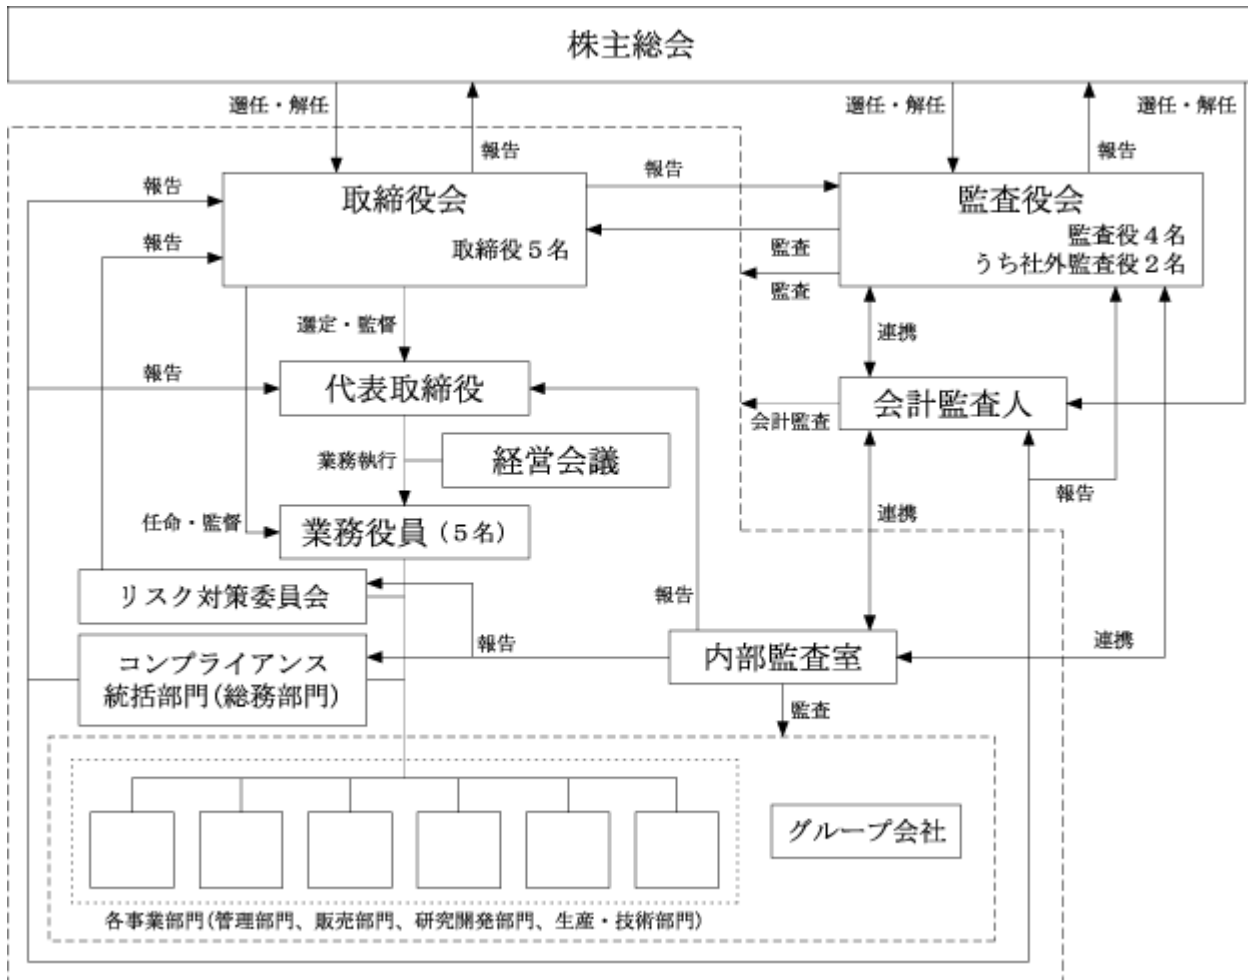 株主総会
選任・解任
選任・解任
選任・解任
報告
報告
報告
報告
取締役会
取締役5名
監査役会
監査役4名
うち社外監査役2名
報告
監査
監査
選定・監督
連携
報告
代表取締役
会計監査人
会計監査
業務執行
経営会議
報告
任命・監督
業務役員(5名)
連携
リスク対策委員会
報告
報告
内部監査室
連携
コンプライアンス
統括部門(総務部門)
監査
グループ会社
各事業部門(管理部門、販売部門、研究開発部門、生産・技術部門)